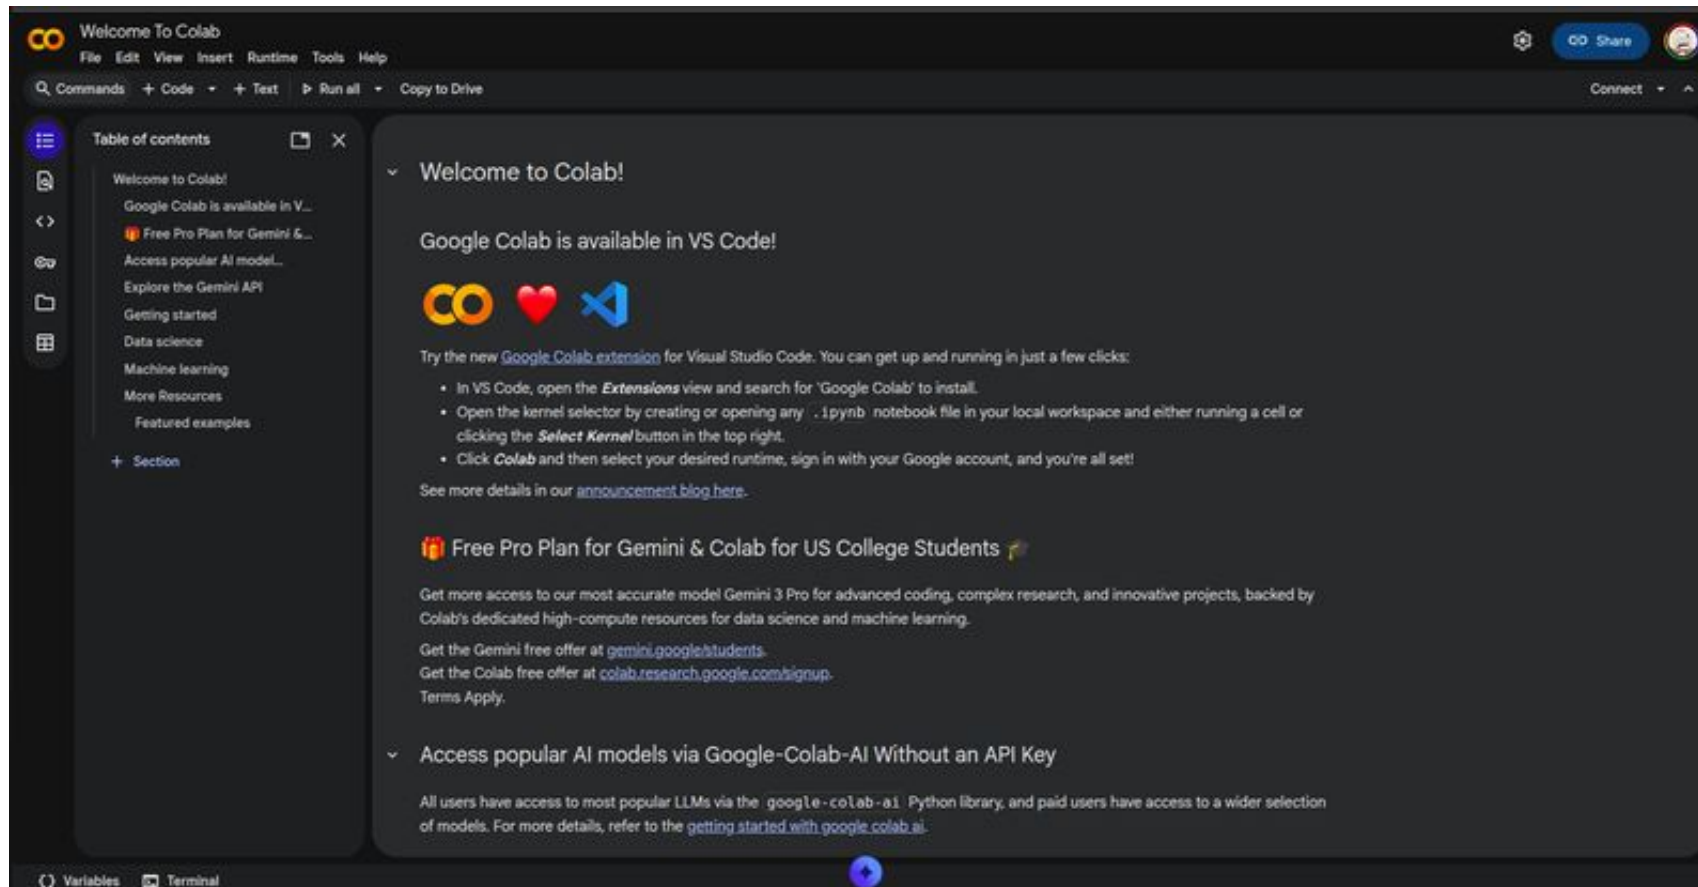 Welcome To Colab
File Edit View Insert Runtime Tools Help
Share
Commands + Code + Text Run all Copy to Drive
Connect
Table of contents
Welcome to Colab!
Google Colab is available in V...
🎁 Free Pro Plan for Gemini &...
Access popular AI model...
Explore the Gemini API
Getting started
Data science
Machine learning
More Resources
Featured examples
+ Section
Welcome to Colab!
Google Colab is available in VS Code!
Try the new Google Colab extension for Visual Studio Code. You can get up and running in just a few clicks:
• In VS Code, open the Extensions view and search for 'Google Colab' to install.
• Open the kernel selector by creating or opening any .ipynb notebook file in your local workspace and either running a cell or
clicking the Select Kernel button in the top right.
• Click Colab and then select your desired runtime, sign in with your Google account, and you're all set!
See more details in our announcement blog here.
🎁 Free Pro Plan for Gemini & Colab for US College Students 🎓
Get more access to our most accurate model Gemini 3 Pro for advanced coding, complex research, and innovative projects, backed by
Colab's dedicated high-compute resources for data science and machine learning.
Get the Gemini free offer at gemini.google/students.
Get the Colab free offer at colab.research.google.com/signup.
Terms Apply.
Access popular AI models via Google-Colab-AI Without an API Key
All users have access to most popular LLMs via the google-colab-ai Python library, and paid users have access to a wider selection
of models. For more details, refer to the getting started with google colab ai.
Variables Terminal